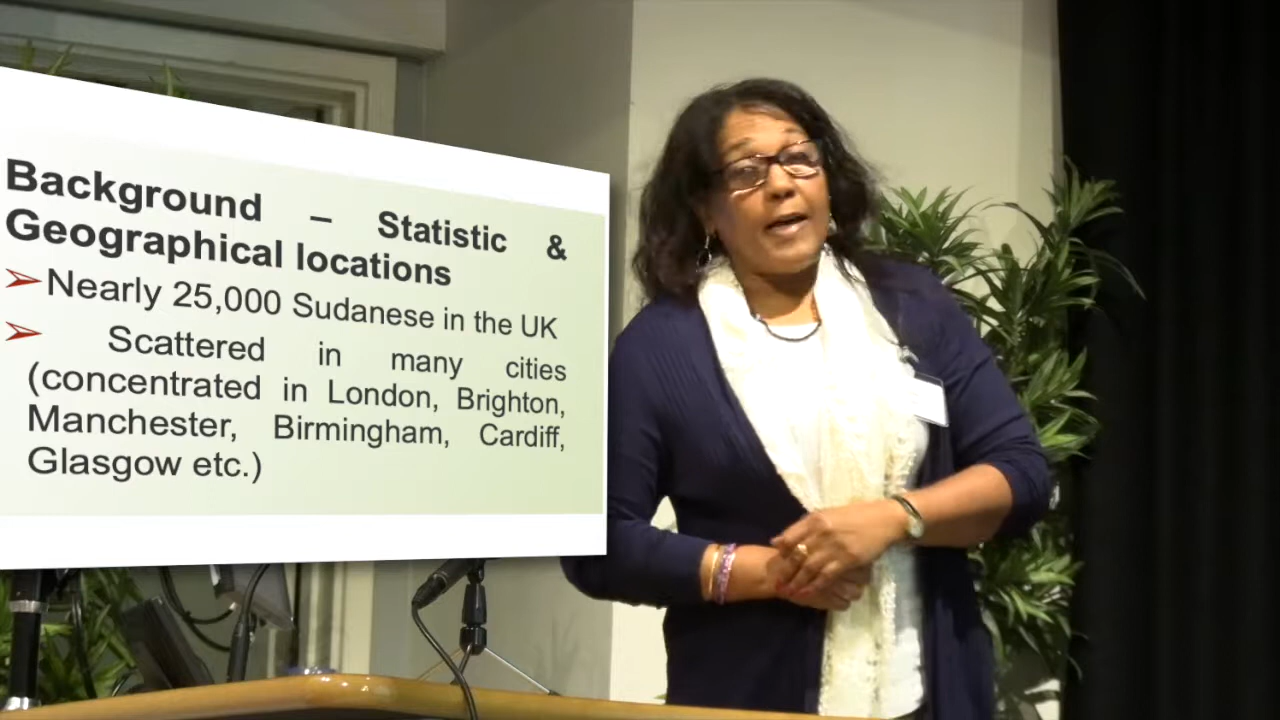 Background – Statistic &
Geographical locations
➢Nearly 25,000 Sudanese in the UK
➢ Scattered in many cities
(concentrated in London, Brighton,
Manchester, Birmingham, Cardiff,
Glasgow etc.)